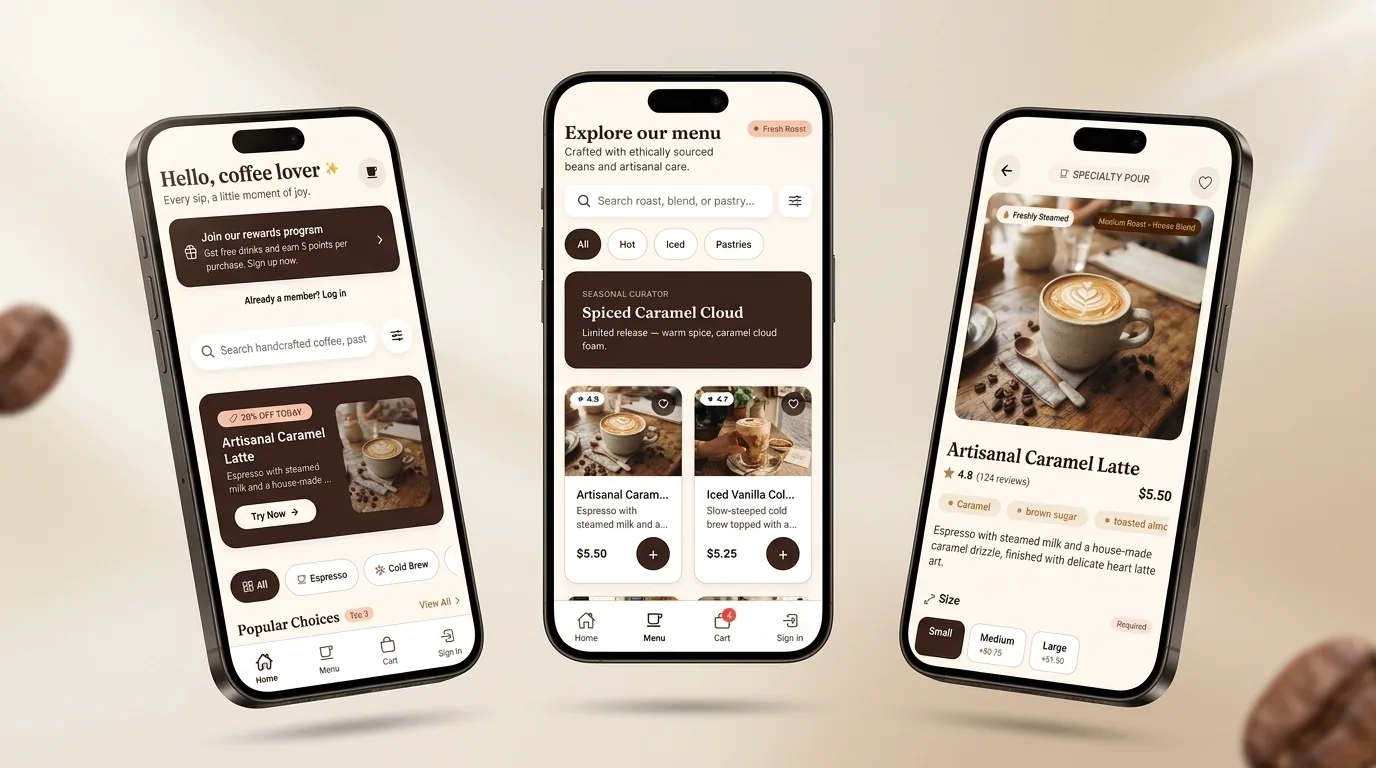 Hello, coffee lover ✨
Every sip, a little moment of joy.
Join our rewards program
Gst free drinks and earn 5 points per
purchase. Sign up now.
Already a member? Log in
Search handcrafted coffee, past
20% OFF TODAY
Artisanal Caramel
Latte
Espresso with steamed
milk and a house-made ...
Try Now →
All
Espresso
Cold Brew
Popular Choices
View All >
Home
Menu
Cart
Sign in
Explore our menu
Fresh Roast
Crafted with ethically sourced
beans and artisanal care.
Search roast, blend, or pastry...
All
Hot
Iced
Pastries
SEASONAL CURATOR
Spiced Caramel Cloud
Limited release — warm spice, caramel cloud
foam.
4.8
4.7
Artisanal Caram...
Espresso with
steamed milk and a...
$5.50
+
Iced Vanilla Col...
Slow-steeped cold
brew topped with a...
$5.25
+
Home
Menu
4
Cart
Sign in
←
SPECIALTY POUR
Freshly Steamed
Medium Roast - House Blend
Artisanal Caramel Latte
4.8 (124 reviews)
$5.50
Caramel
brown sugar
toasted almc
Espresso with steamed milk and a house-made
caramel drizzle, finished with delicate heart latte
art.
Size
Required
Small
Medium
+$0.75
Large
+$1.50